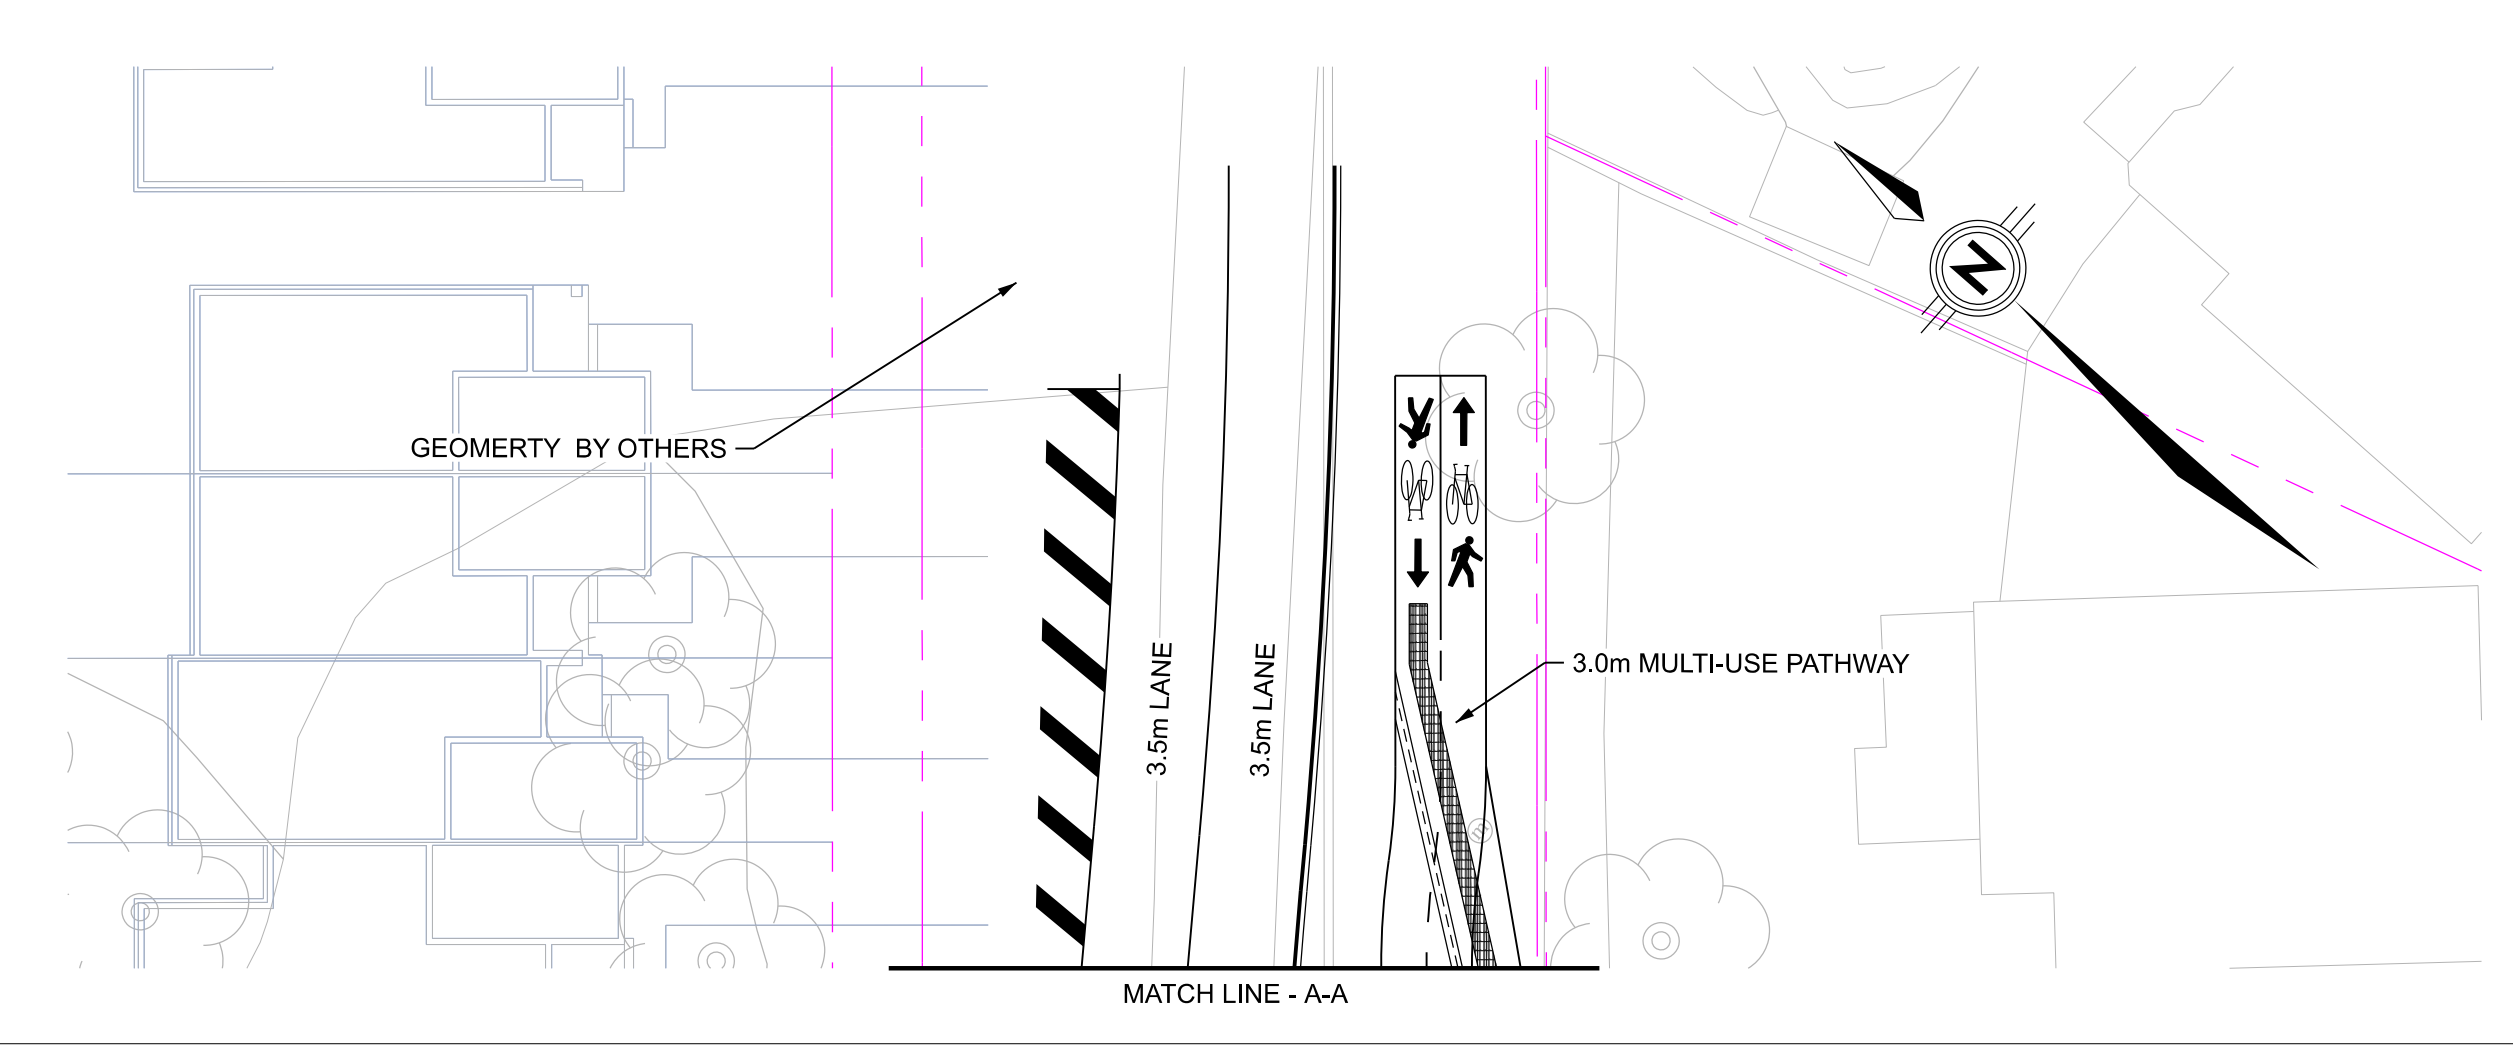 GEOMERTY BY OTHERS
3.5m LANE
3.5m LANE
3.0m MULTI-USE PATHWAY
N
m
MATCH LINE - A-A